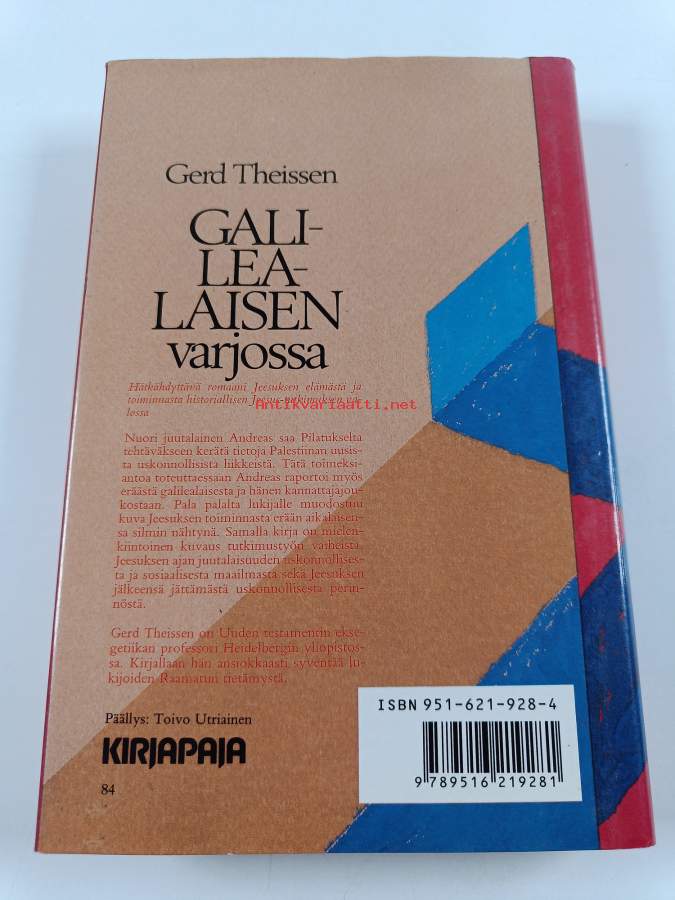 Gerd Theissen
GALI-
LEA-
LAISEN
varjossa
Hätkähdyttävä romaani Jeesuksen elämästä ja
toiminnasta historiallisen Jeesus-tutkimuksen va-
lossa
Antikvariaatti.net
Nuori juutalainen Andreas saa Pilatukselta
tehtäväkseen kerätä tietoja Palestiinan uusis-
ta uskonnollisista liikkeistä. Tätä toimeksi-
antoa toteuttaessaan Andreas raportoi myös
eräästä galilealaisesta ja hänen kannattajajou-
kostaan. Pala palalta lukijalle muodostuu
kuva Jeesuksen toiminnasta erään aikalaisen-
sa silmin nähtynä. Samalla kirja on mielen-
kiintoinen kuvaus tutkimustyön vaiheista,
Jeesuksen ajan juutalaisuuden uskonnollises-
ta ja sosiaalisesta maailmasta sekä Jeesuksen
jälkeensä jättämästä uskonnollisesta perin-
nöstä.
Gerd Theissen on Uuden testamentin ekse-
getiikan professori Heidelbergin yliopistos-
sa. Kirjallaan hän ansiokkaasti syventää lu-
kijoiden Raamatun tietämystä.
Päällys: Toivo Utriainen
KIRJAPAJA
84
ISBN 951-621-928-4
9 789516 219281